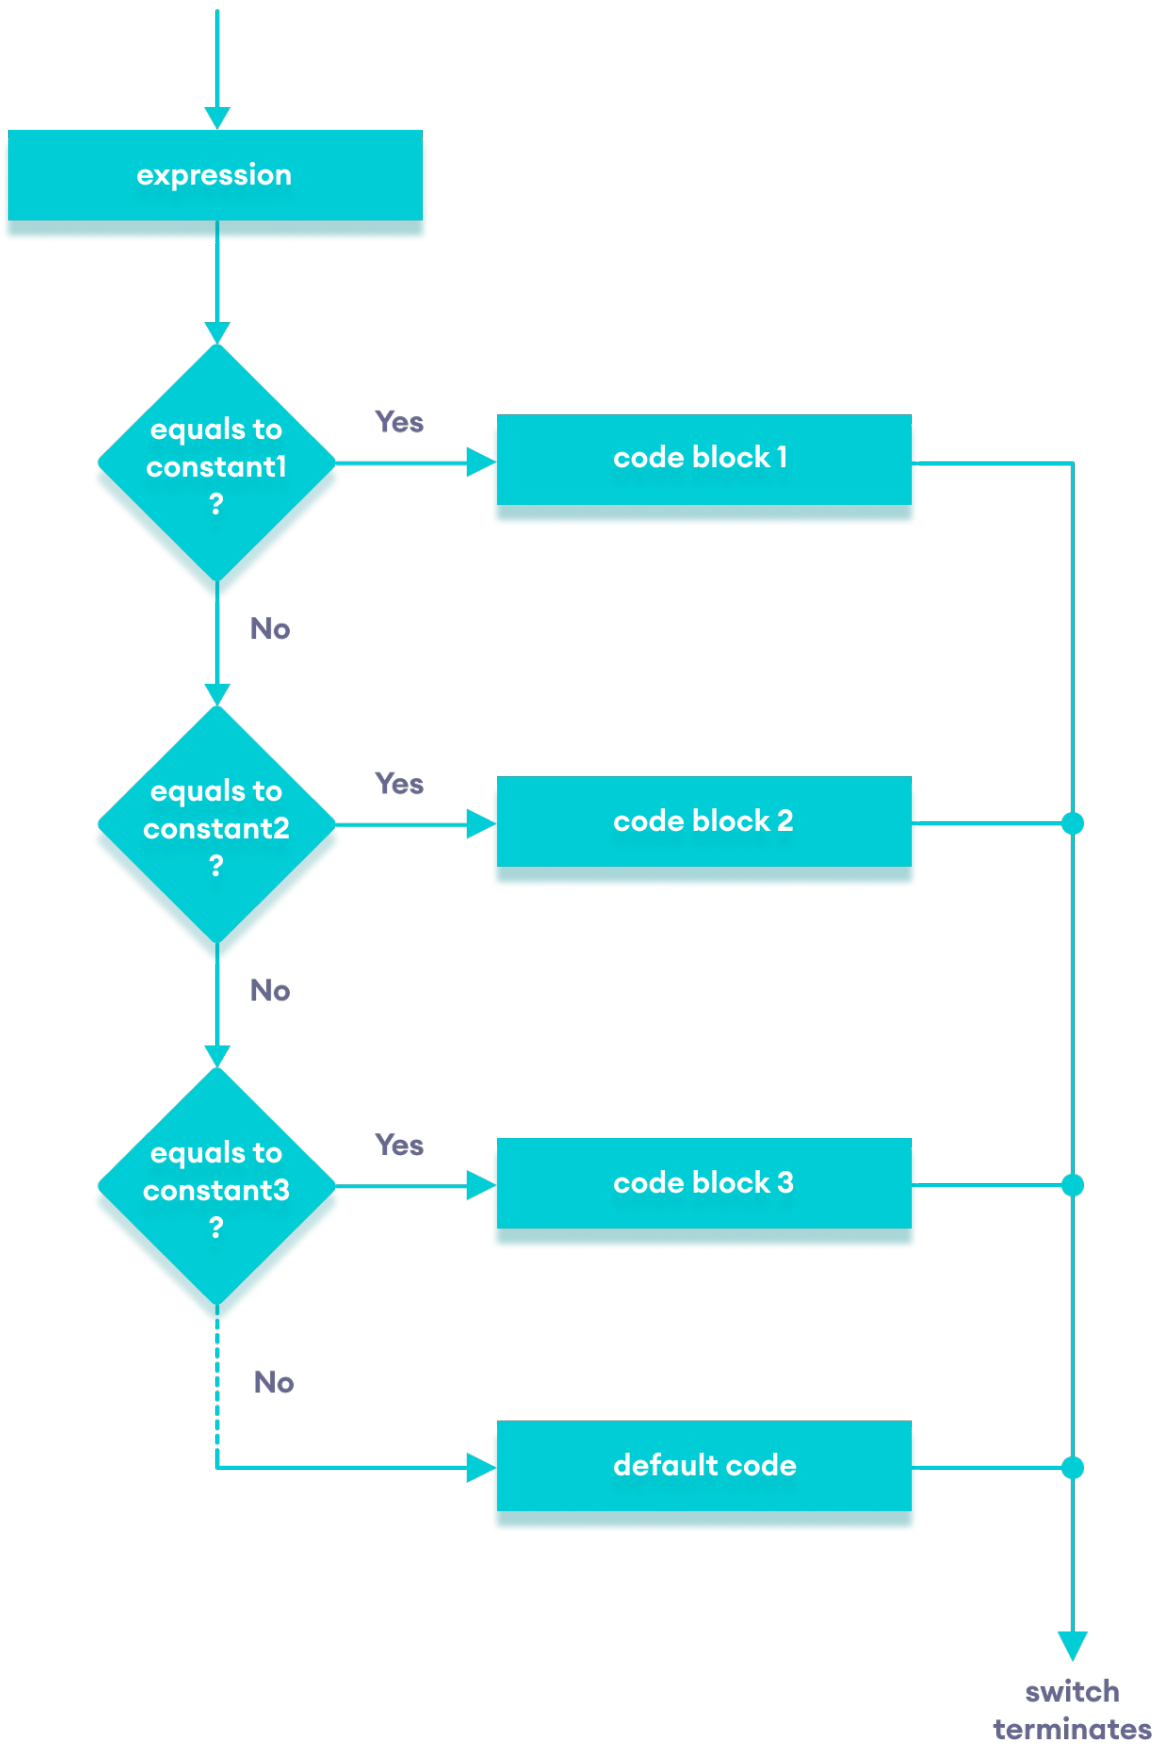 expression
equals to
constant1
?
Yes
code block 1
No
equals to
constant2
?
Yes
code block 2
No
equals to
constant3
?
Yes
code block 3
No
default code
switch
terminates